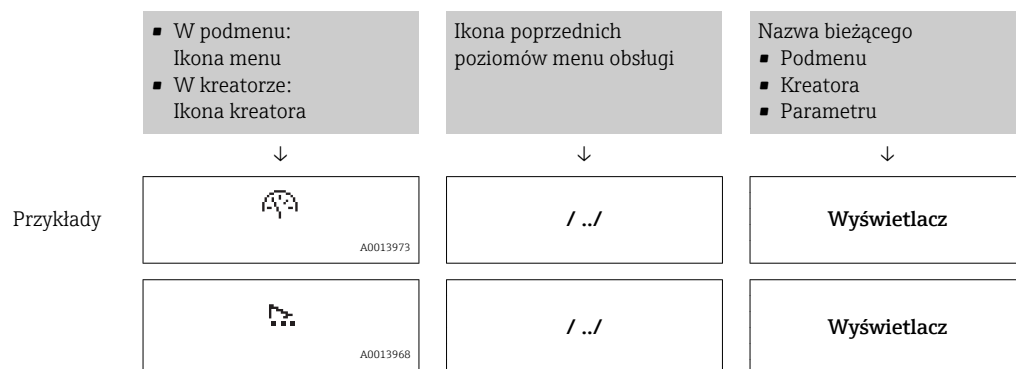 ▪ W podmenu:
Ikona menu
▪ W kreatorze:
Ikona kreatora
Ikona poprzednich
poziomów menu obsługi
Nazwa bieżącego
▪ Podmenu
▪ Kreatora
▪ Parametru
↓ ↓ ↓
Przykłady
A0013973
/ ../
Wyświetlacz
A0013968
/ ../
Wyświetlacz